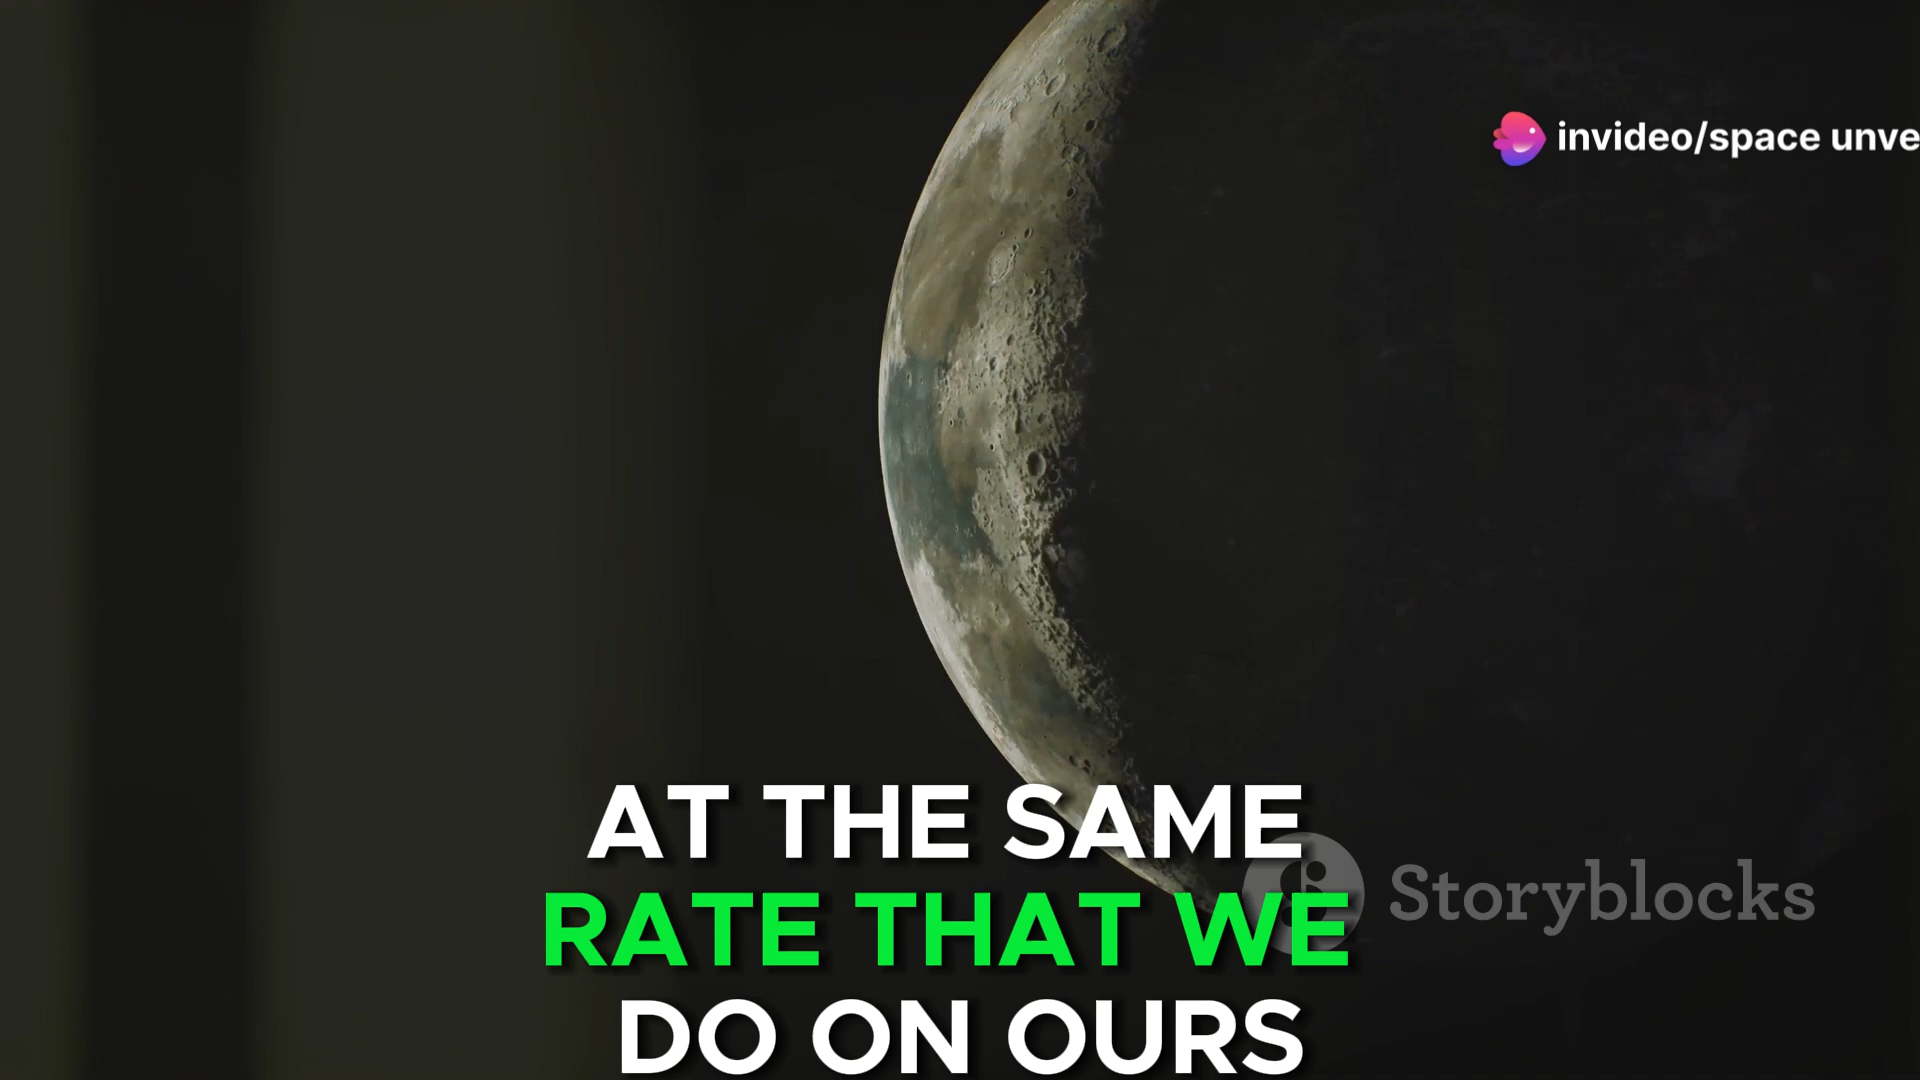 invideo/space unve
AT THE SAME
RATE THAT WE
DO ON OURS
Storyblocks